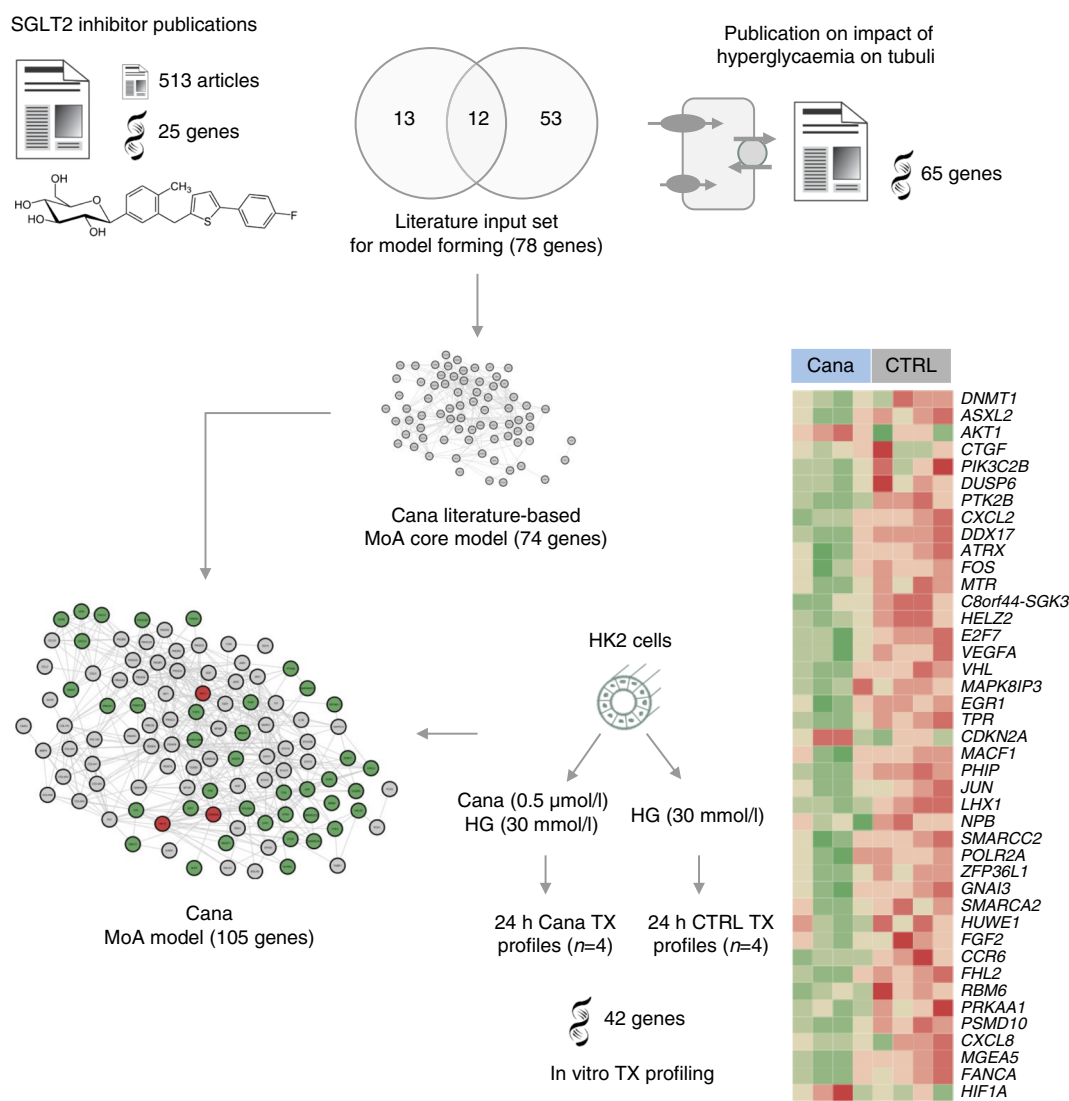 SGLT2 inhibitor publications
513 articles
25 genes
OH
HO
HO
OH
O
CH3
S
F
13
12
53
Literature input set
for model forming (78 genes)
Publication on impact of
hyperglycaemia on tubuli
65 genes
Cana literature-based
MoA core model (74 genes)
Cana
MoA model (105 genes)
HK2 cells
Cana (0.5 µmol/l)
HG (30 mmol/l)
HG (30 mmol/l)
24 h Cana TX
profiles (n=4)
24 h CTRL TX
profiles (n=4)
42 genes
In vitro TX profiling
Cana
CTRL
DNMT1
ASXL2
AKT1
CTGF
PIK3C2B
DUSP6
PTK2B
CXCL2
DDX17
ATRX
FOS
MTR
C8orf44-SGK3
HELZ2
E2F7
VEGFA
VHL
MAPK8IP3
EGR1
TPR
CDKN2A
MACF1
PHIP
JUN
LHX1
NPB
SMARCC2
POLR2A
ZFP36L1
GNAI3
SMARCA2
HUWE1
FGF2
CCR6
FHL2
RBM6
PRKAA1
PSMD10
CXCL8
MGEA5
FANCA
HIF1A